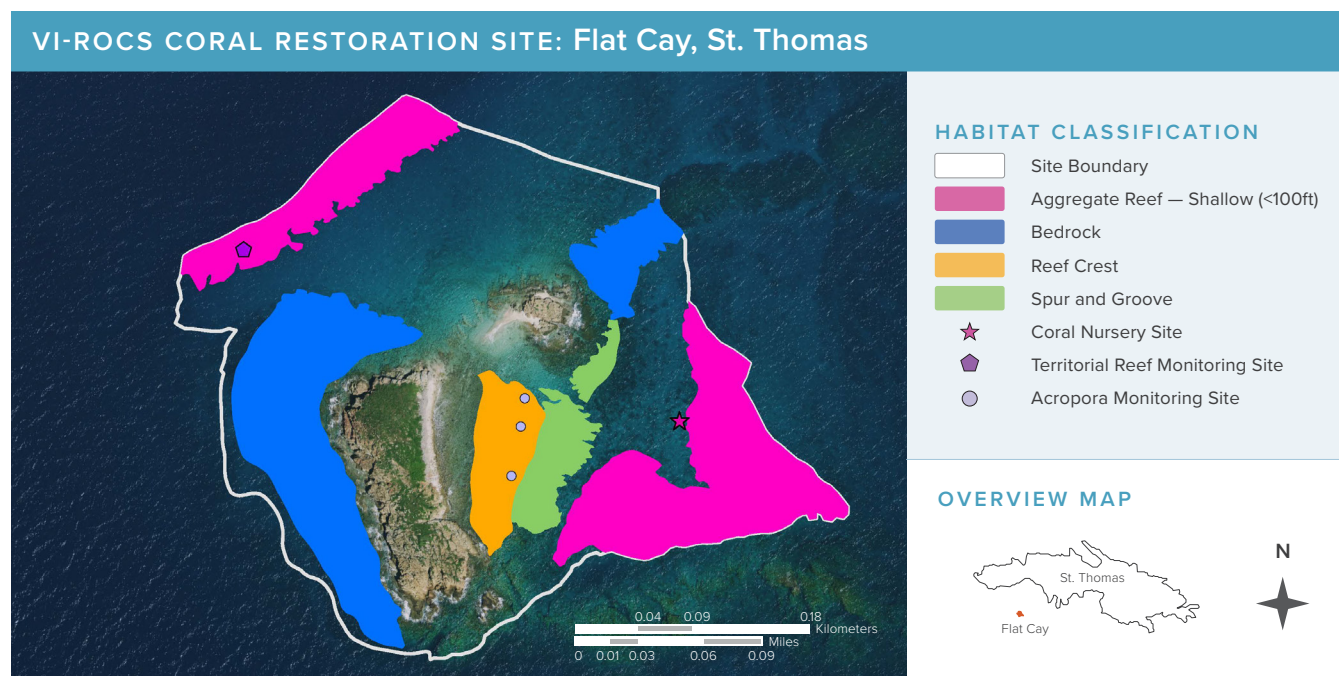 VI-ROCS CORAL RESTORATION SITE: Flat Cay, St. Thomas
HABITAT CLASSIFICATION
Site Boundary
Aggregate Reef — Shallow (<100ft)
Bedrock
Reef Crest
Spur and Groove
Coral Nursery Site
Territorial Reef Monitoring Site
Acropora Monitoring Site
OVERVIEW MAP
N
St. Thomas
Flat Cay
0.04 0.09 0.18
Kilometers
Miles
0 0.01 0.03 0.06 0.09